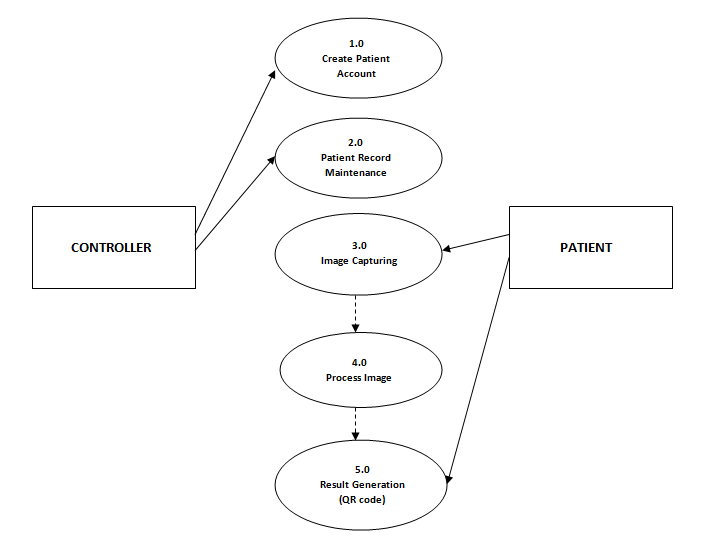 1.0
Create Patient
Account
2.0
Patient Record
Maintenance
CONTROLLER
3.0
Image Capturing
PATIENT
4.0
Process Image
5.0
Result Generation
(QR code)